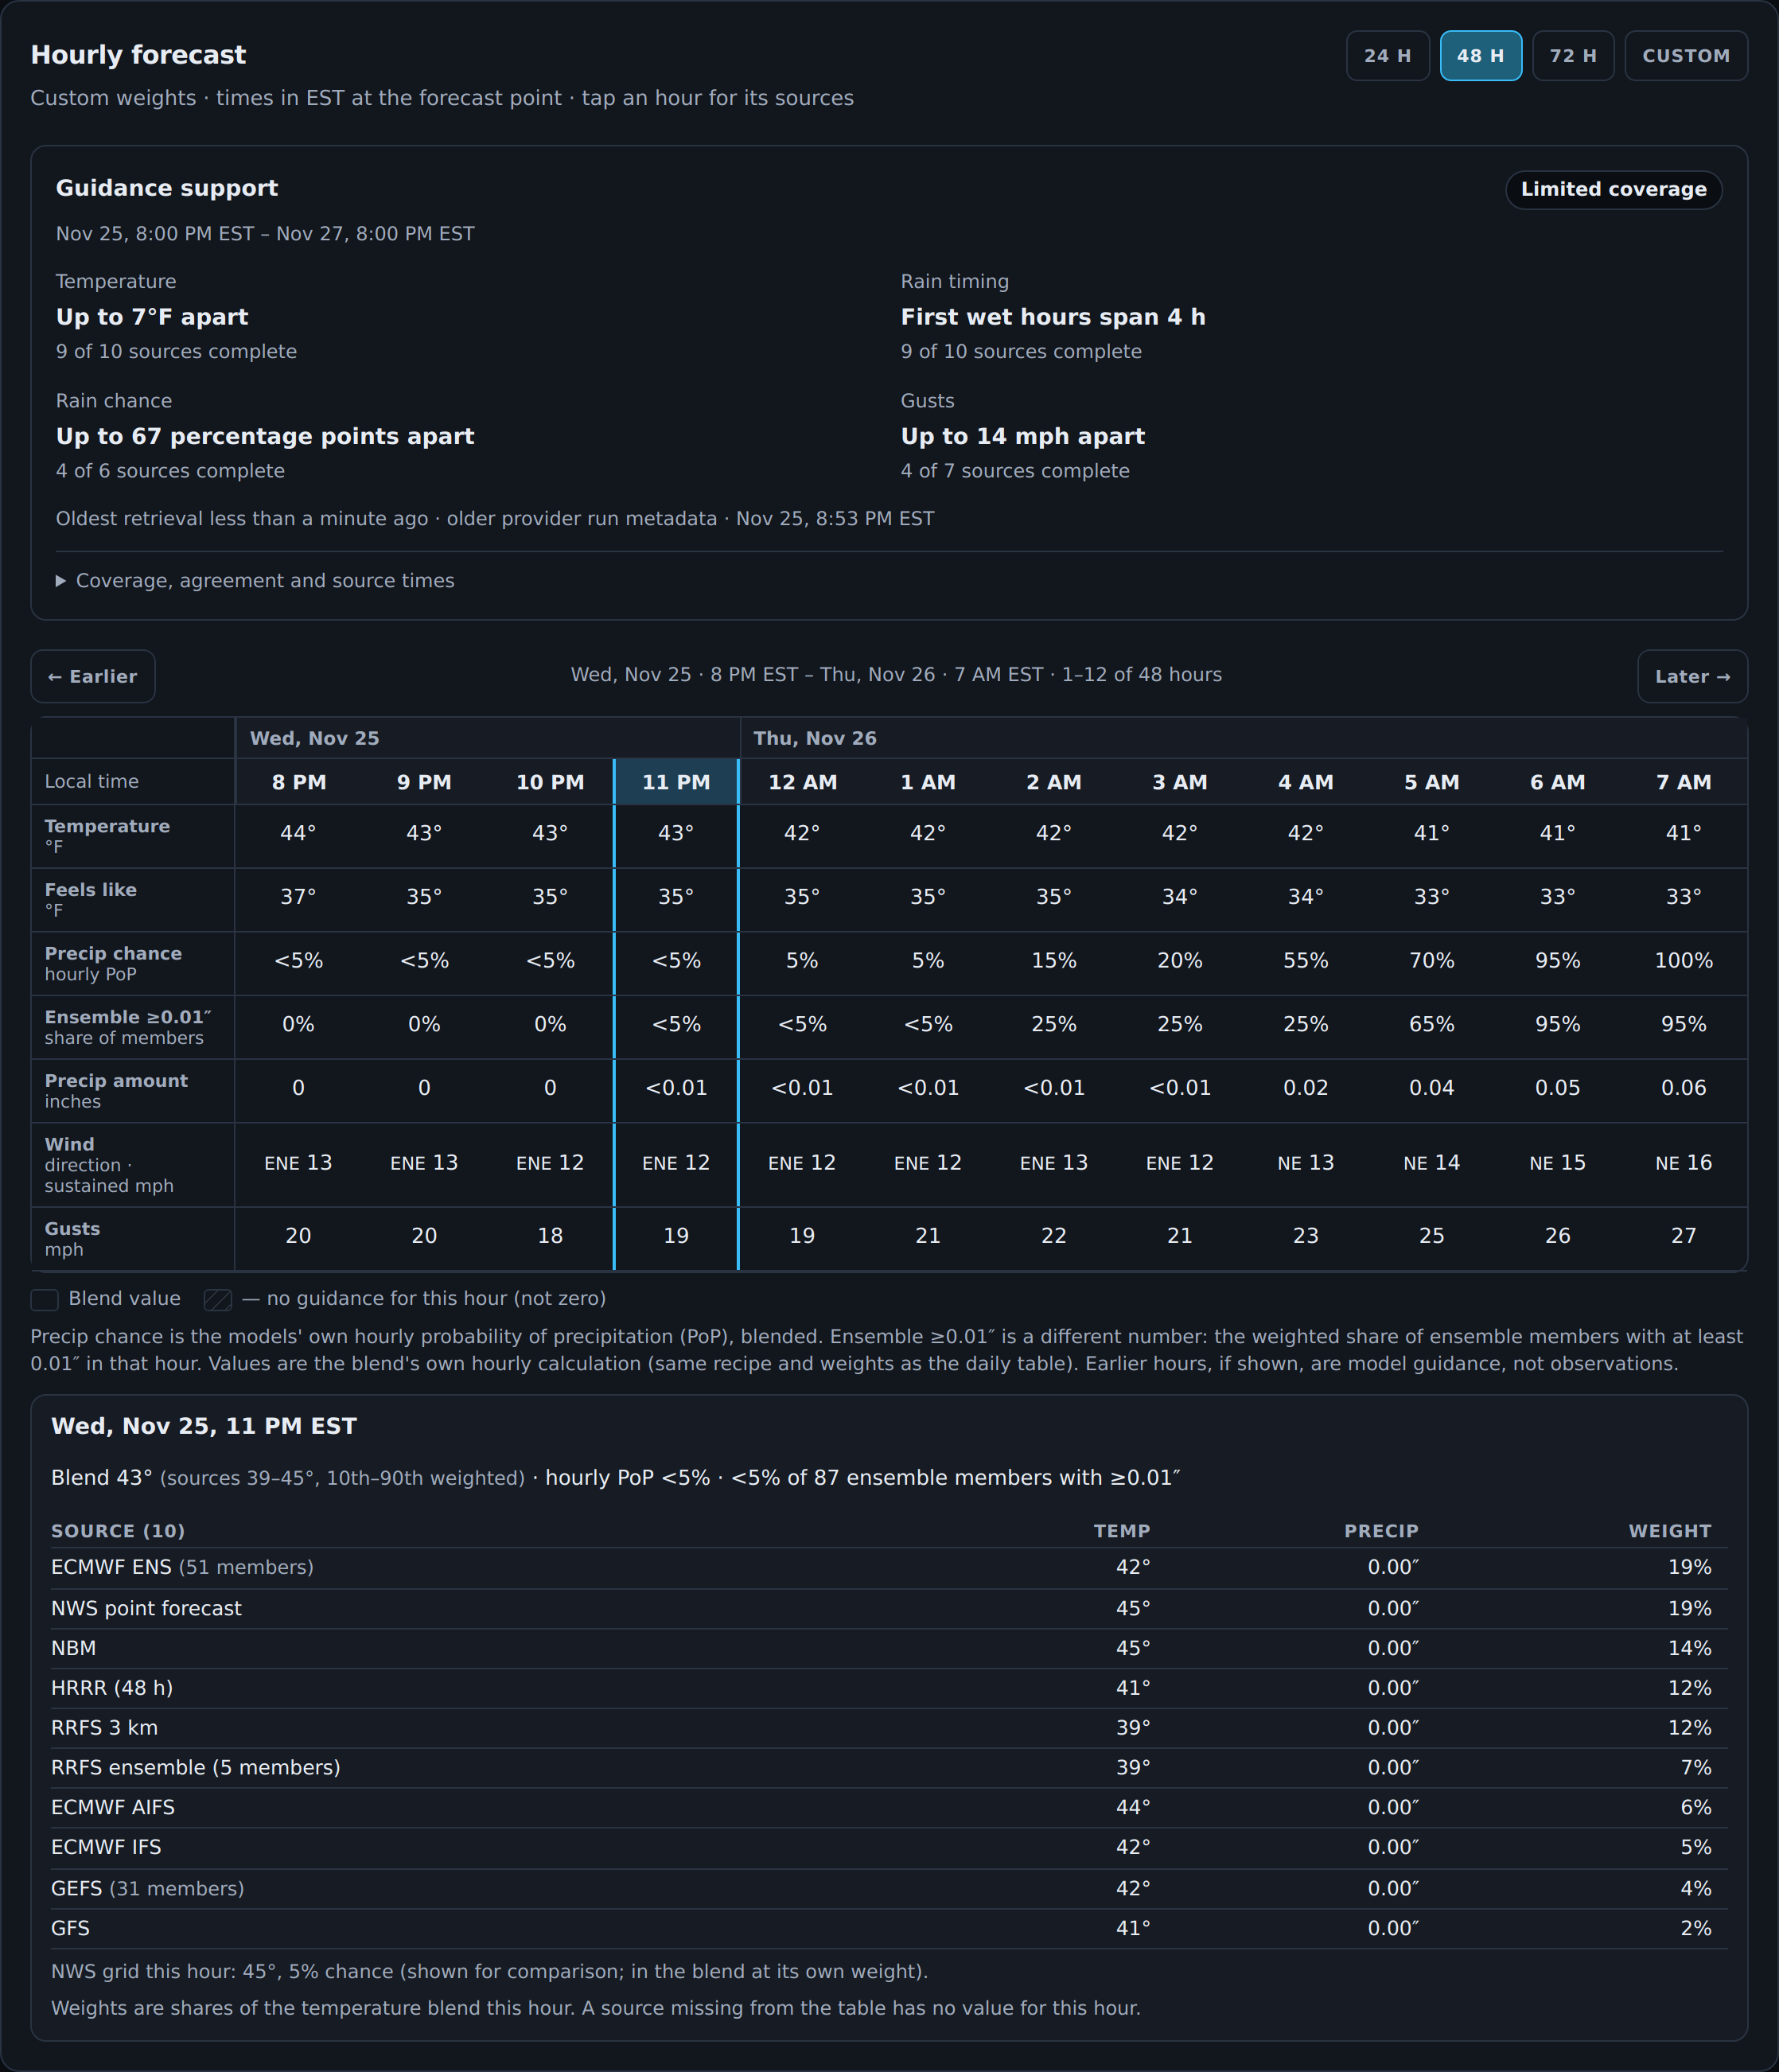 Hourly forecast
24 H 48 H 72 H CUSTOM
Custom weights · times in EST at the forecast point · tap an hour for its sources
Guidance support
Limited coverage
Nov 25, 8:00 PM EST – Nov 27, 8:00 PM EST
Temperature
Up to 7°F apart
9 of 10 sources complete
Rain timing
First wet hours span 4 h
9 of 10 sources complete
Rain chance
Up to 67 percentage points apart
4 of 6 sources complete
Gusts
Up to 14 mph apart
4 of 7 sources complete
Oldest retrieval less than a minute ago · older provider run metadata · Nov 25, 8:53 PM EST
▶ Coverage, agreement and source times
← Earlier
Wed, Nov 25 · 8 PM EST – Thu, Nov 26 · 7 AM EST · 1–12 of 48 hours
Later →
Wed, Nov 25 Thu, Nov 26
Local time 8 PM 9 PM 10 PM 11 PM 12 AM 1 AM 2 AM 3 AM 4 AM 5 AM 6 AM 7 AM
Temperature
°F
44° 43° 43° 43° 42° 42° 42° 42° 42° 41° 41° 41°
Feels like
°F
37° 35° 35° 35° 35° 35° 35° 34° 34° 33° 33° 33°
Precip chance
hourly PoP
<5% <5% <5% <5% 5% 5% 15% 20% 55% 70% 95% 100%
Ensemble ≥0.01″
share of members
0% 0% 0% <5% <5% <5% 25% 25% 25% 65% 95% 95%
Precip amount
inches
0 0 0 <0.01 <0.01 <0.01 <0.01 <0.01 0.02 0.04 0.05 0.06
Wind
direction ·
sustained mph
ENE 13 ENE 13 ENE 12 ENE 12 ENE 12 ENE 12 ENE 13 ENE 12 NE 13 NE 14 NE 15 NE 16
Gusts
mph
20 20 18 19 19 21 22 21 23 25 26 27
Blend value — no guidance for this hour (not zero)
Precip chance is the models' own hourly probability of precipitation (PoP), blended. Ensemble ≥0.01″ is a different number: the weighted share of ensemble members with at least
0.01″ in that hour. Values are the blend's own hourly calculation (same recipe and weights as the daily table). Earlier hours, if shown, are model guidance, not observations.
Wed, Nov 25, 11 PM EST
Blend 43° (sources 39–45°, 10th–90th weighted) · hourly PoP <5% · <5% of 87 ensemble members with ≥0.01″
SOURCE (10) TEMP PRECIP WEIGHT
ECMWF ENS (51 members) 42° 0.00″ 19%
NWS point forecast 45° 0.00″ 19%
NBM 45° 0.00″ 14%
HRRR (48 h) 41° 0.00″ 12%
RRFS 3 km 39° 0.00″ 12%
RRFS ensemble (5 members) 39° 0.00″ 7%
ECMWF AIFS 44° 0.00″ 6%
ECMWF IFS 42° 0.00″ 5%
GEFS (31 members) 42° 0.00″ 4%
GFS 41° 0.00″ 2%
NWS grid this hour: 45°, 5% chance (shown for comparison; in the blend at its own weight).
Weights are shares of the temperature blend this hour. A source missing from the table has no value for this hour.